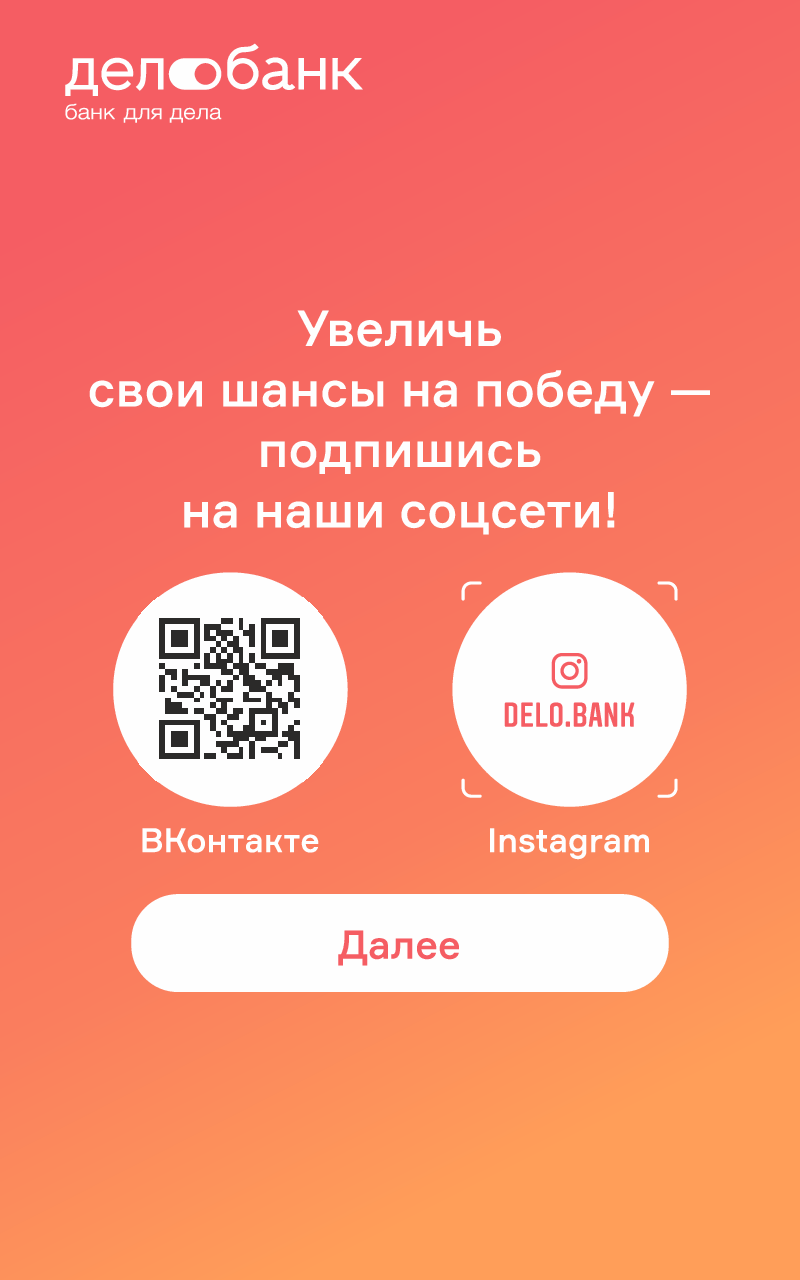 делобанк
банк для дела
Увеличь
свои шансы на победу —
подпишись
на наши соцсети!
DELO.BANK
ВКонтакте
Instagram
Далее